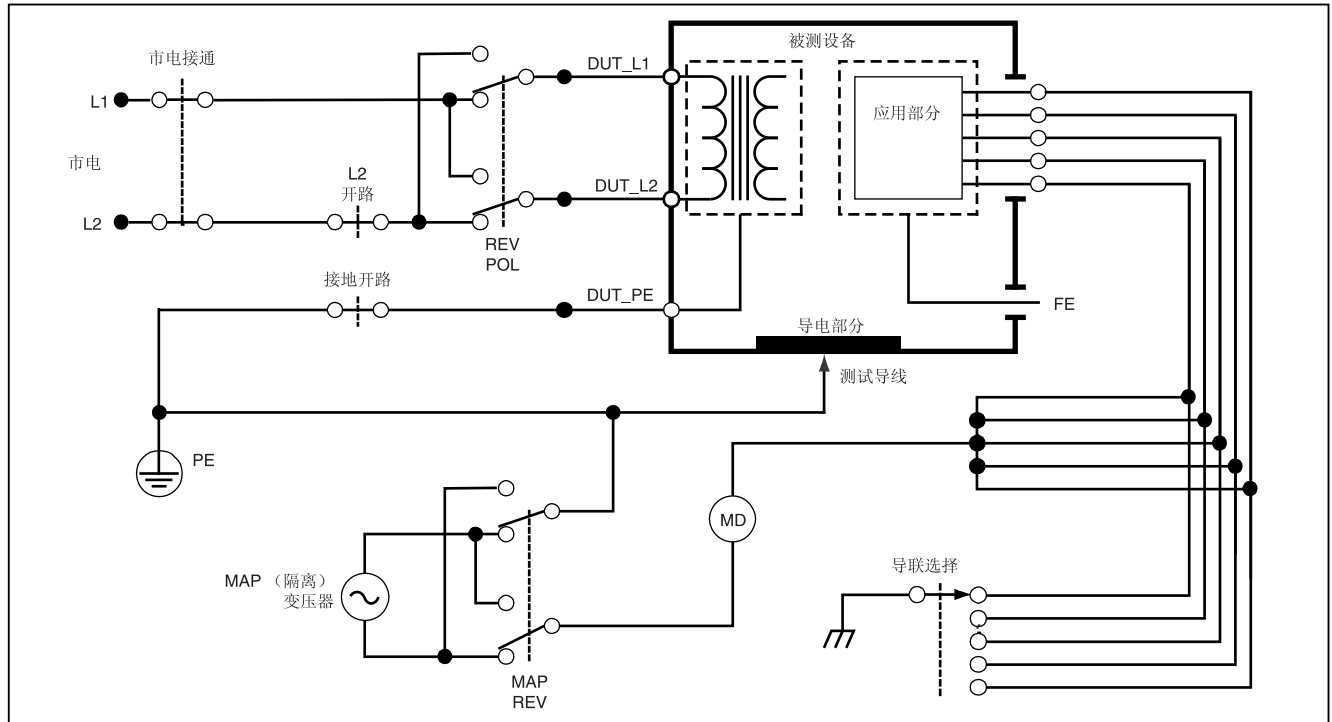 被测设备
市电接通
DUT_L1
L1
应用部分
市电
L2
开路
DUT_L2
L2
REV
POL
接地开路
DUT_PE
FE
导电部分
测试导线
PE
MD
导联选择
MAP （隔离）
变压器
MAP
REV